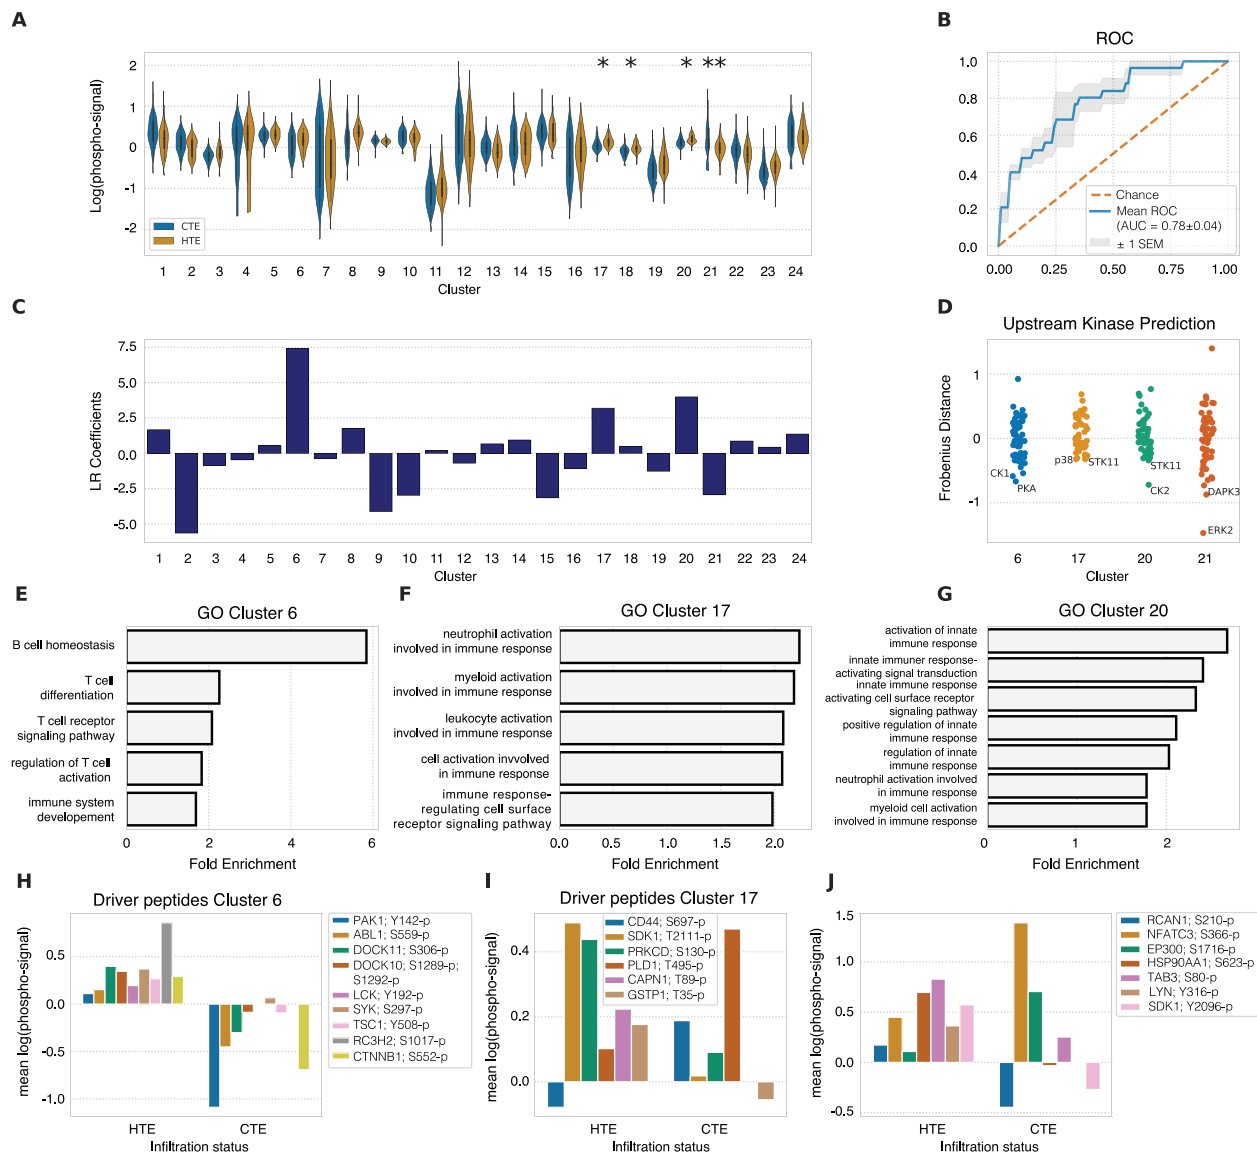 A
2
1
0
-1
-2
Log(phospho-signal)
* * * **
CTE
HTE
1 2 3 4 5 6 7 8 9 10 11 12 13 14 15 16 17 18 19 20 21 22 23 24
Cluster
B
ROC
1.0
0.8
0.6
0.4
0.2
0.0
Chance
Mean ROC
(AUC = 0.78±0.04)
± 1 SEM
0.00 0.25 0.50 0.75 1.00
C
7.5
5.0
2.5
0.0
-2.5
-5.0
LR Coefficients
1 2 3 4 5 6 7 8 9 10 11 12 13 14 15 16 17 18 19 20 21 22 23 24
Cluster
D
Upstream Kinase Prediction
1
0
-1
Frobenius Distance
CK1
PKA
p38
STK11
STK11
CK2
DAPK3
ERK2
6 17 20 21
Cluster
E
GO Cluster 6
B cell homeostasis
T cell
differentiation
T cell receptor
signaling pathway
regulation of T cell
activation
immune system
developement
0 2 4 6
Fold Enrichment
F
GO Cluster 17
neutrophil activation
involved in immune response
myeloid activation
involved in immune response
leukocyte activation
involved in immune response
cell activation invvolved
in immune response
immune response-
regulating cell surface
receptor signaling pathway
0.0 0.5 1.0 1.5 2.0
Fold Enrichment
G
GO Cluster 20
activation of innate
immune response
innate immuner response-
activating signal transduction
innate immune response
activating cell surface receptor
signaling pathway
positive regulation of innate
immune response
regulation of innate
immune response
neutrophil activation involved
in immune response
myeloid cell activation
involved in immune response
0 1 2
Fold Enrichment
H
Driver peptides Cluster 6
0.5
0.0
-0.5
-1.0
mean log(phospho-signal)
HTE CTE
Infiltration status
PAK1; Y142-p
ABL1; S559-p
DOCK11; S306-p
DOCK10; S1289-p;
S1292-p
LCK; Y192-p
SYK; S297-p
TSC1; Y508-p
RC3H2; S1017-p
CTNNB1; S552-p
I
Driver peptides Cluster 17
0.4
0.2
0.0
mean log(phospho-signal)
CD44; S697-p
SDK1; T2111-p
PRKCD; S130-p
PLD1; T495-p
CAPN1; T89-p
GSTP1; T35-p
HTE CTE
Infiltration status
J
1.5
1.0
0.5
0.0
-0.5
mean log(phospho-signal)
HTE CTE
Infiltration status
RCAN1; S210-p
NFATC3; S366-p
EP300; S1716-p
HSP90AA1; S623-p
TAB3; S80-p
LYN; Y316-p
SDK1; Y2096-p